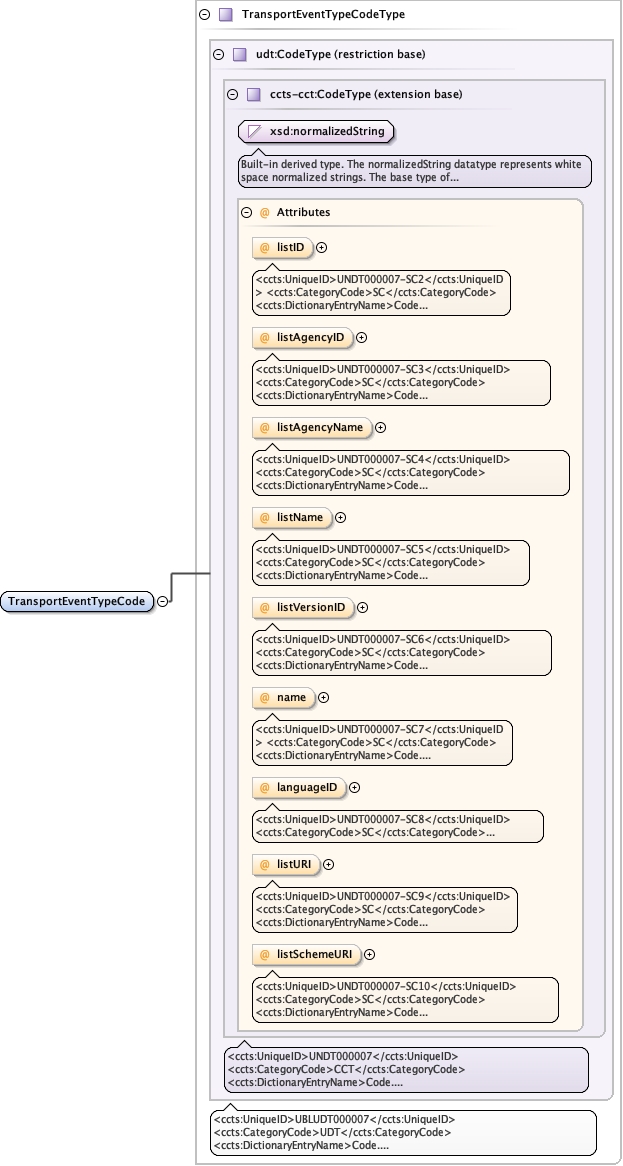 TransportEventTypeCodeType
udt:CodeType (restriction base)
ccts-cct:CodeType (extension base)
xsd:normalizedString
Built-in derived type. The normalizedString datatype represents white
space normalized strings. The base type of...
@ Attributes
@ listID
<ccts:UniqueID>UNDT000007-SC2</ccts:UniqueID
> <ccts:CategoryCode>SC</ccts:CategoryCode>
<ccts:DictionaryEntryName>Code...
@ listAgencyID
<ccts:UniqueID>UNDT000007-SC3</ccts:UniqueID>
<ccts:CategoryCode>SC</ccts:CategoryCode>
<ccts:DictionaryEntryName>Code...
@ listAgencyName
<ccts:UniqueID>UNDT000007-SC4</ccts:UniqueID>
<ccts:CategoryCode>SC</ccts:CategoryCode>
<ccts:DictionaryEntryName>Code...
@ listName
<ccts:UniqueID>UNDT000007-SC5</ccts:UniqueID>
<ccts:CategoryCode>SC</ccts:CategoryCode>
<ccts:DictionaryEntryName>Code...
TransportEventTypeCode
@ listVersionID
<ccts:UniqueID>UNDT000007-SC6</ccts:UniqueID>
<ccts:CategoryCode>SC</ccts:CategoryCode>
<ccts:DictionaryEntryName>Code...
@ name
<ccts:UniqueID>UNDT000007-SC7</ccts:UniqueID
> <ccts:CategoryCode>SC</ccts:CategoryCode>
<ccts:DictionaryEntryName>Code....
@ languageID
<ccts:UniqueID>UNDT000007-SC8</ccts:UniqueID>
<ccts:CategoryCode>SC</ccts:CategoryCode>...
@ listURI
<ccts:UniqueID>UNDT000007-SC9</ccts:UniqueID>
<ccts:CategoryCode>SC</ccts:CategoryCode>
<ccts:DictionaryEntryName>Code...
@ listSchemeURI
<ccts:UniqueID>UNDT000007-SC10</ccts:UniqueID>
<ccts:CategoryCode>SC</ccts:CategoryCode>
<ccts:DictionaryEntryName>Code...
<ccts:UniqueID>UNDT000007</ccts:UniqueID>
<ccts:CategoryCode>CCT</ccts:CategoryCode>
<ccts:DictionaryEntryName>Code....
<ccts:UniqueID>UBLUDT000007</ccts:UniqueID>
<ccts:CategoryCode>UDT</ccts:CategoryCode>
<ccts:DictionaryEntryName>Code....